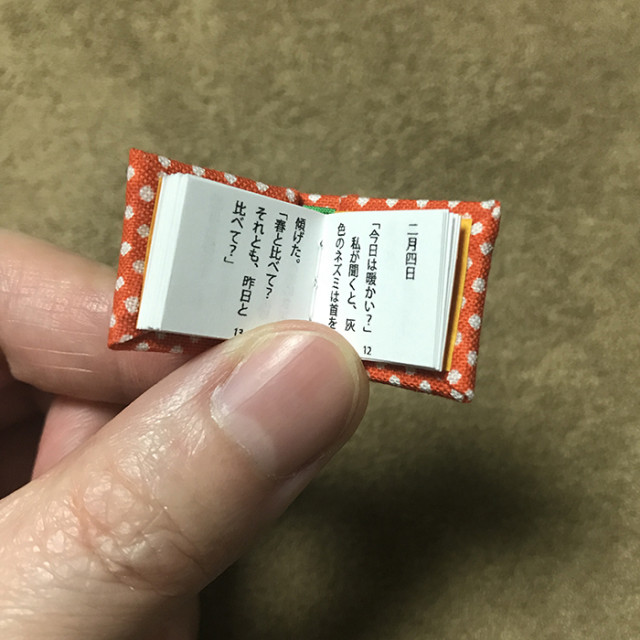 二月四日
「今日は暖かい？」
私が聞くと、灰
色のネズミは首を
12
傾げた。
「春と比べて？
それとも、昨日と
比べて？」
13